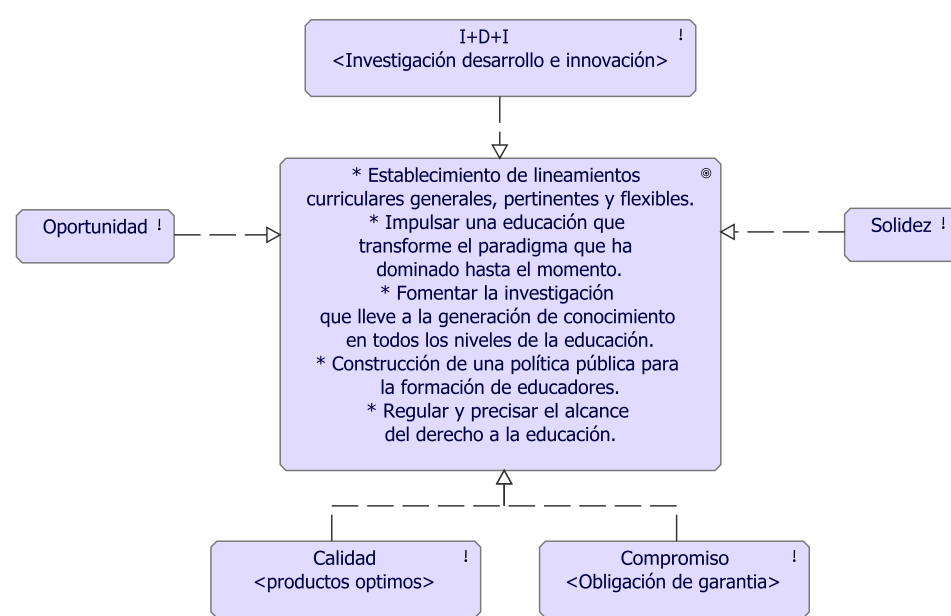 I+D+I !
<Investigación desarrollo e innovación>
* Establecimiento de lineamientos
curriculares generales, pertinentes y flexibles.
* Impulsar una educación que
transforme el paradigma que ha
dominado hasta el momento.
* Fomentar la investigación
que lleve a la generación de conocimiento
en todos los niveles de la educación.
* Construcción de una política pública para
la formación de educadores.
* Regular y precisar el alcance
del derecho a la educación.
Oportunidad !
Solidez !
Calidad !
<productos optimos>
Compromiso !
<Obligación de garantia>